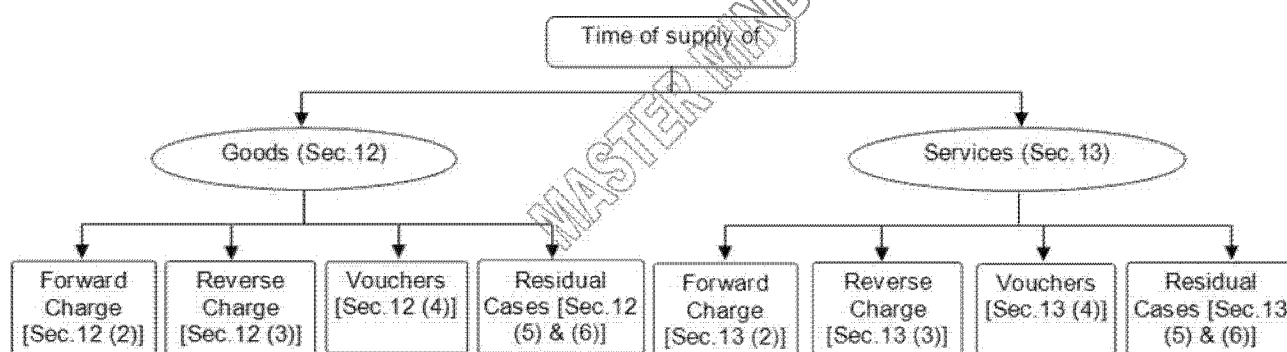 Time of supply of
MASTER MIND
Goods (Sec.12)
Services (Sec.13)
Forward
Charge
[Sec.12 (2)]
Reverse
Charge
[Sec.12 (3)]
Vouchers
[Sec.12 (4)]
Residual
Cases [Sec.12
(5) & (6)]
Forward
Charge
[Sec.13 (2)]
Reverse
Charge
[Sec.13 (3)]
Vouchers
[Sec.13 (4)]
Residual
Cases [Sec.13
(5) & (6)]